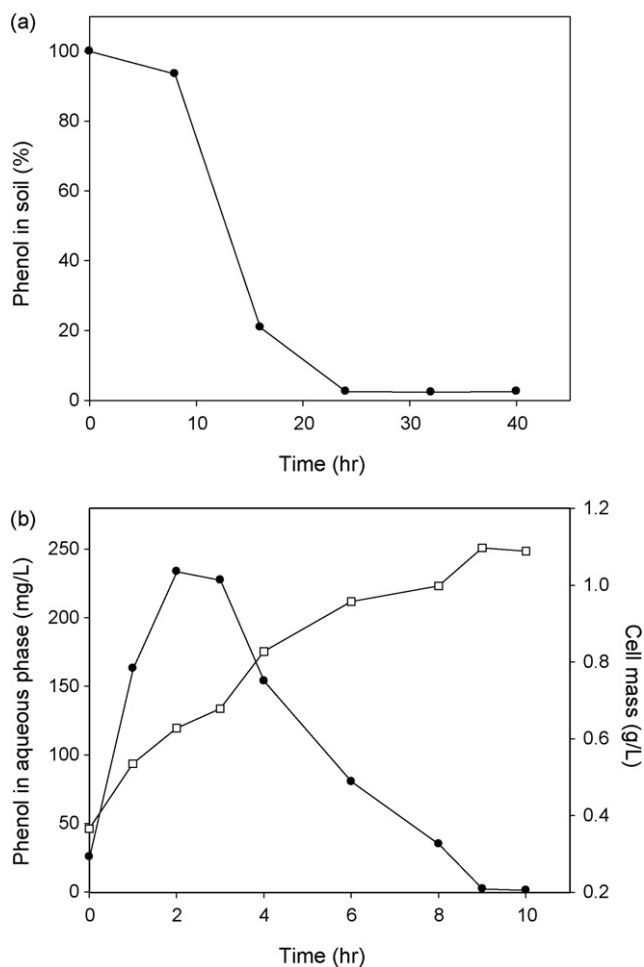 (a)
100
80
60
40
20
0
Phenol in soil (%)
0 10 20 30 40
Time (hr)
(b)
250
200
150
100
50
0
Phenol in aqueous phase (mg/L)
1.2
1.0
0.8
0.6
0.4
0.2
Cell mass (g/L)
0 2 4 6 8 10
Time (hr)